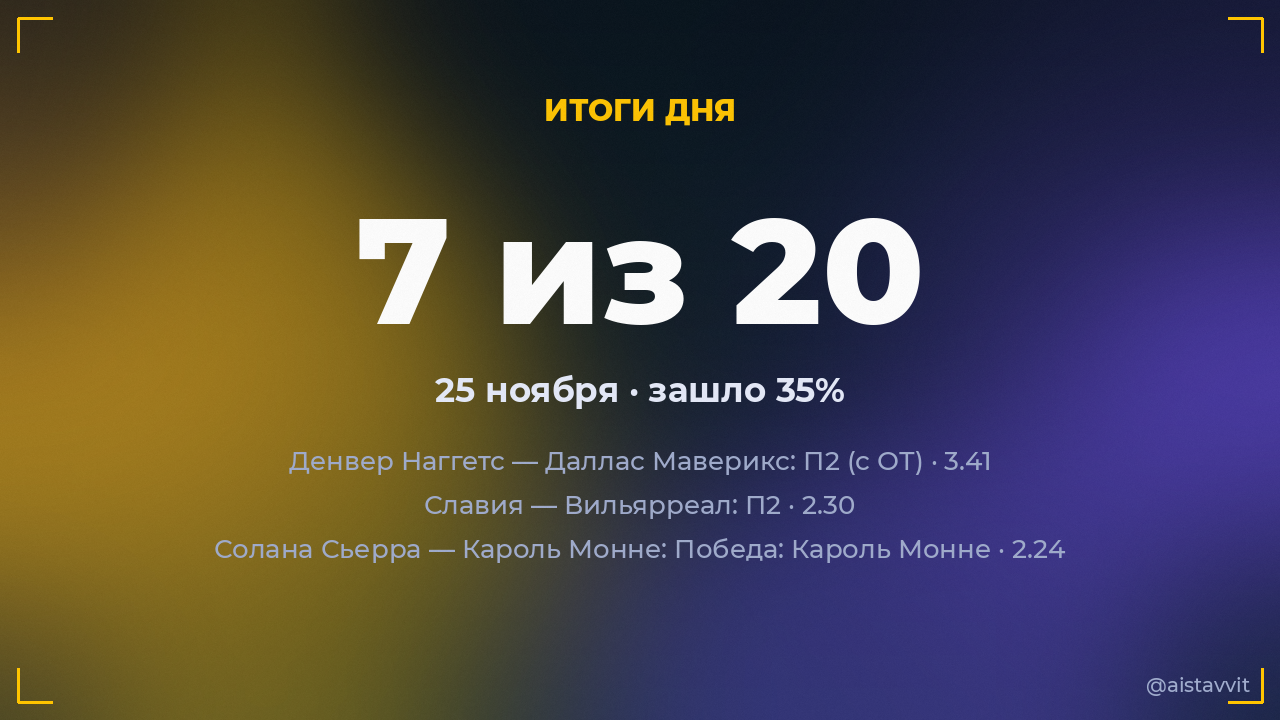 ИТОГИ ДНЯ
7 из 20
25 ноября · зашло 35%
Денвер Наггетс — Даллас Маверикс: П2 (с ОТ) · 3.41
Славия — Вильярреал: П2 · 2.30
Солана Сьерра — Кароль Монне: Победа: Кароль Монне · 2.24
@aistavvit